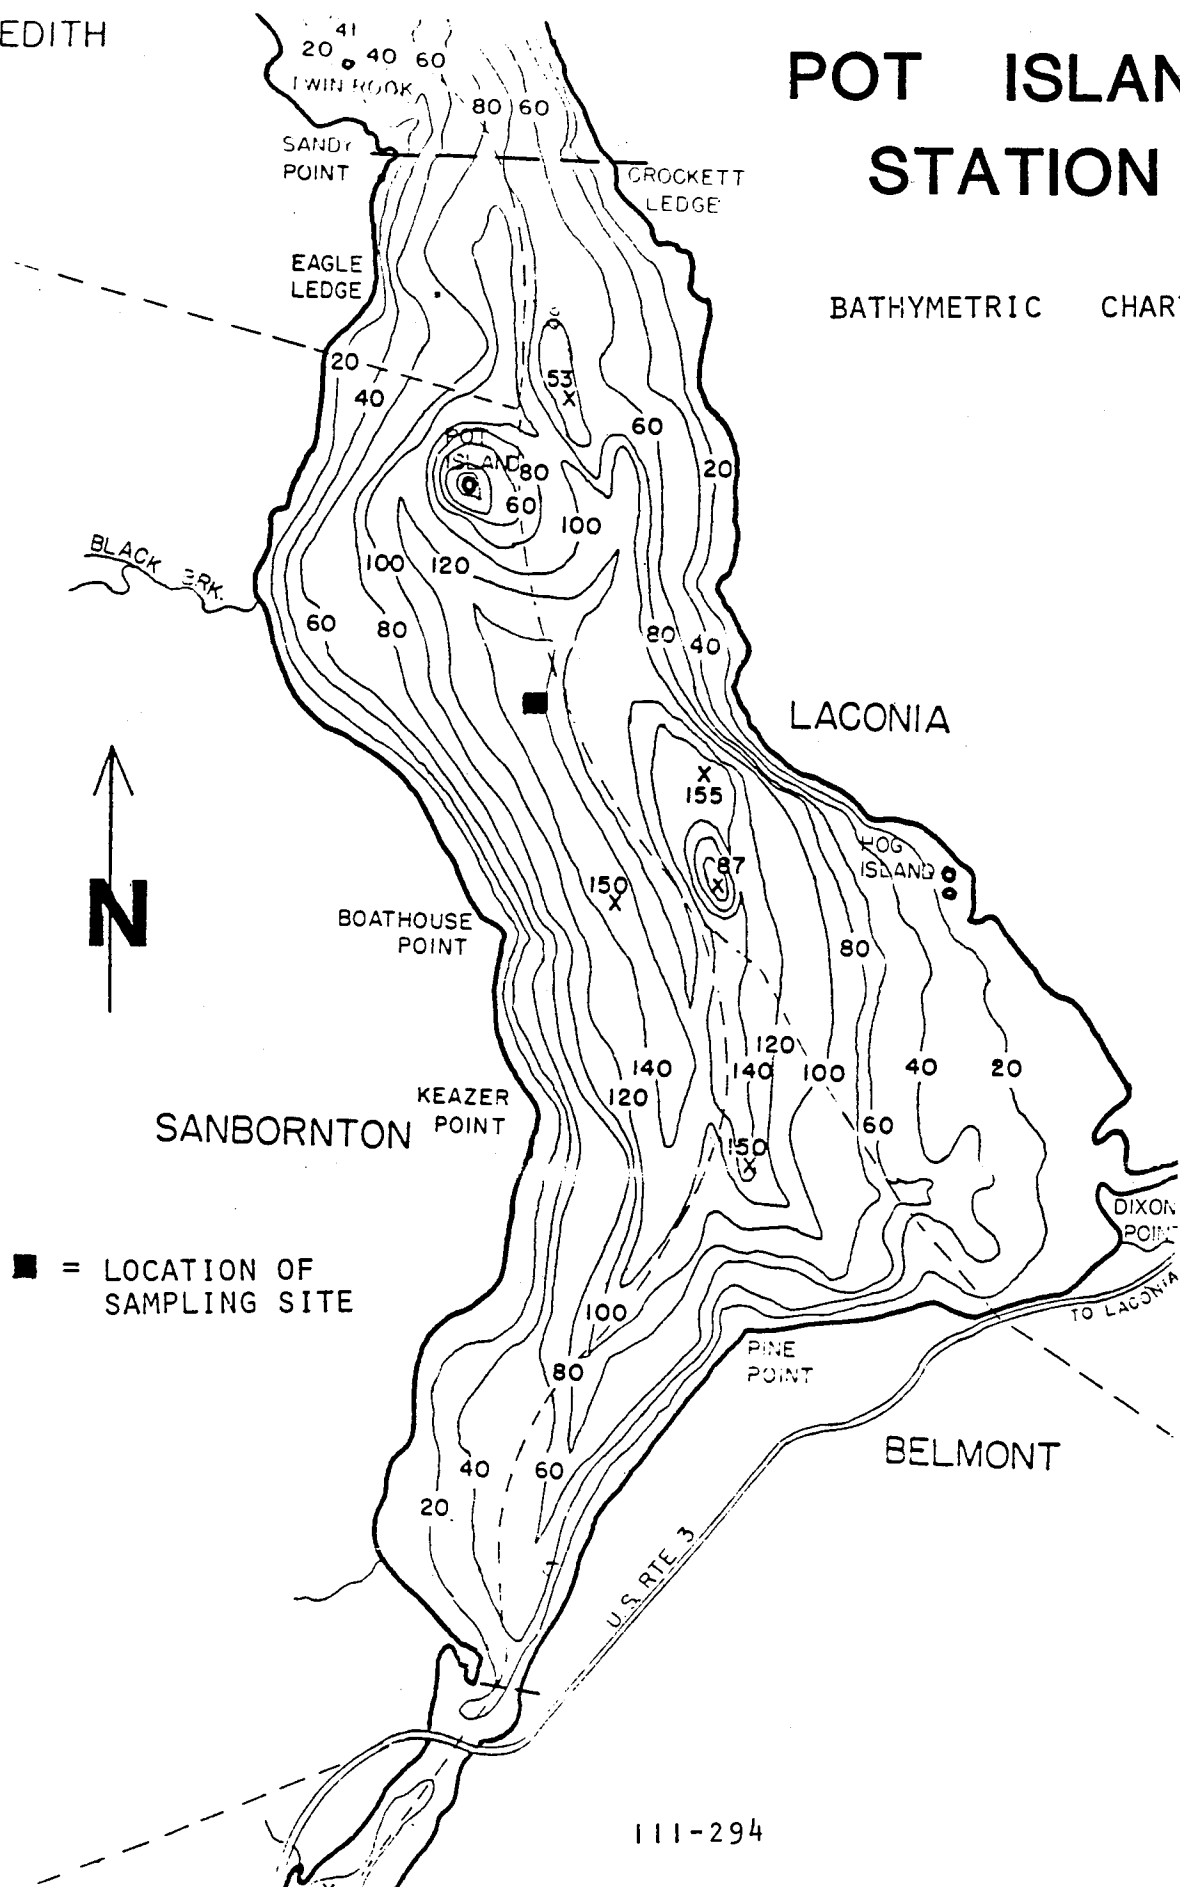 EDITH
POT ISLAN
STATION
BATHYMETRIC CHAR
41
20 40 60
TWIN ROCK
80 60
SANDY
POINT
CROCKETT
LEDGE
EAGLE
LEDGE
20
53
40
60
POT
ISLAND
80
20
60
100
BLACK BRK.
100 120
60 80
80 40
LACONIA
155
87
HOG
ISLAND
150
N
BOATHOUSE
POINT
80
120
140 140 100 40 20
120
KEAZER
POINT
60
SANBORNTON
150
DIXON
POINT
■ = LOCATION OF
SAMPLING SITE
100
TO LACONIA
PINE
POINT
80
BELMONT
40 60
20
U.S. RTE 3
III-294